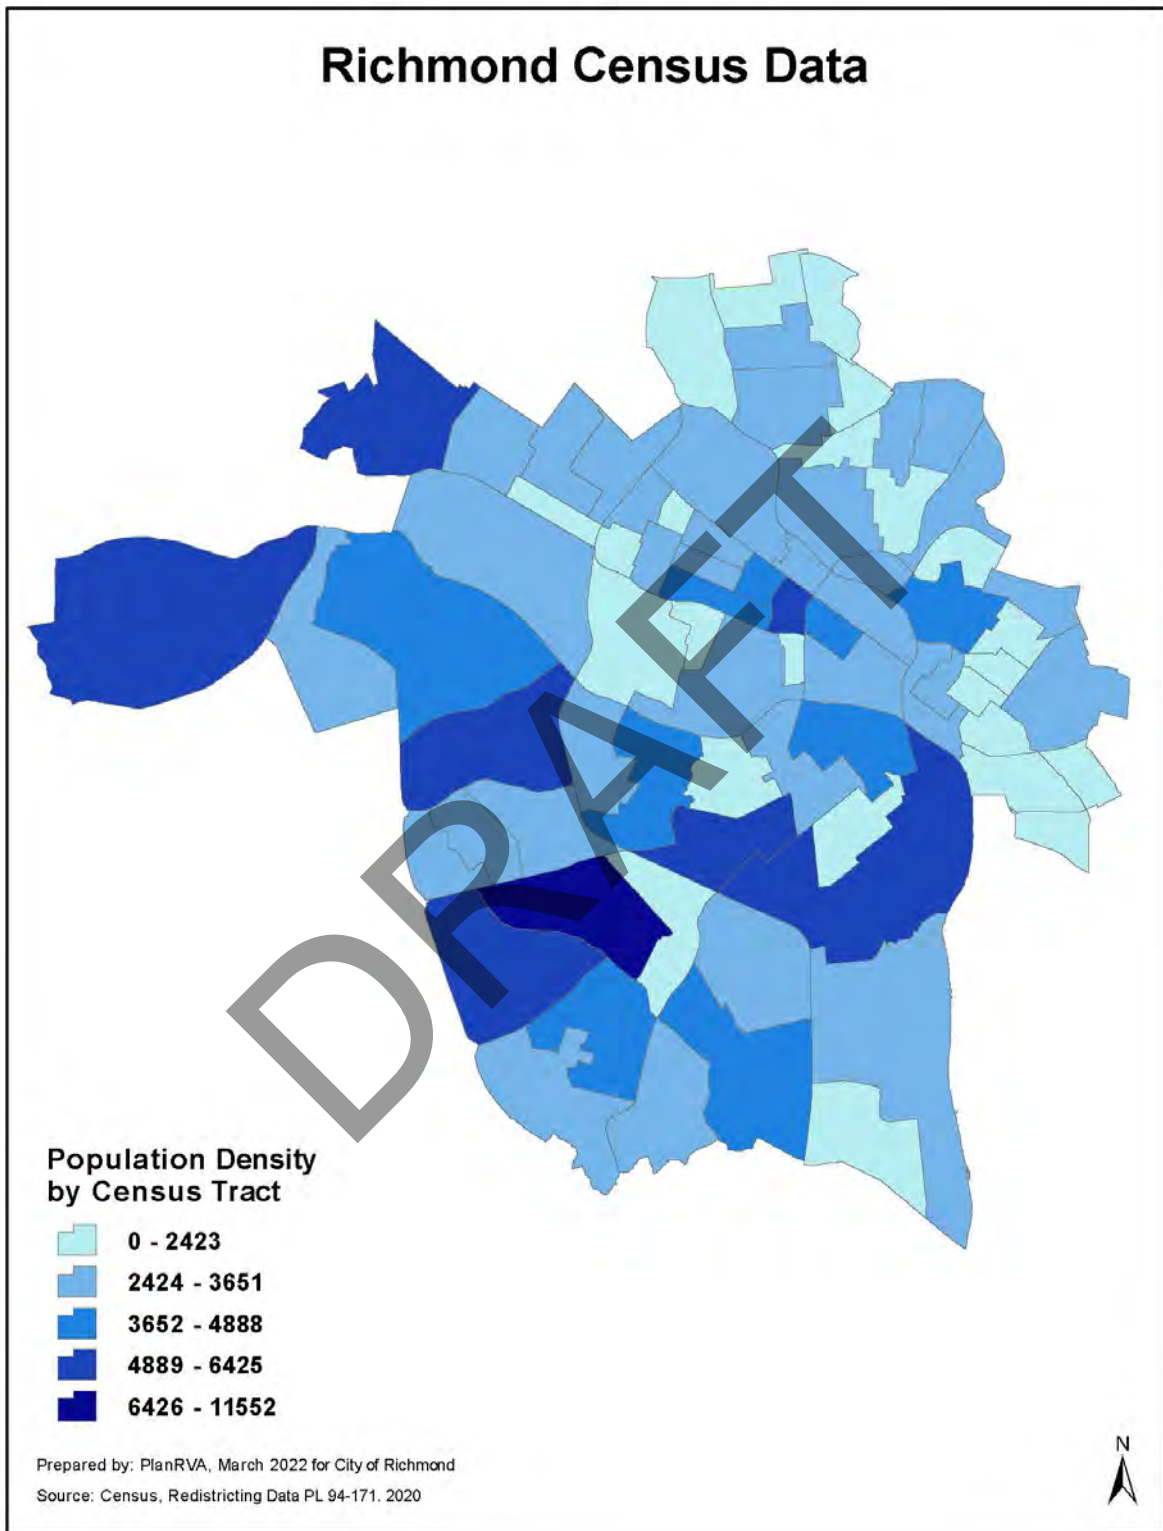 Richmond Census Data
DRAFT
Population Density
by Census Tract
0 - 2423
2424 - 3651
3652 - 4888
4889 - 6425
6426 - 11552
Prepared by: PlanRVA, March 2022 for City of Richmond
Source: Census, Redistricting Data PL 94-171. 2020
N